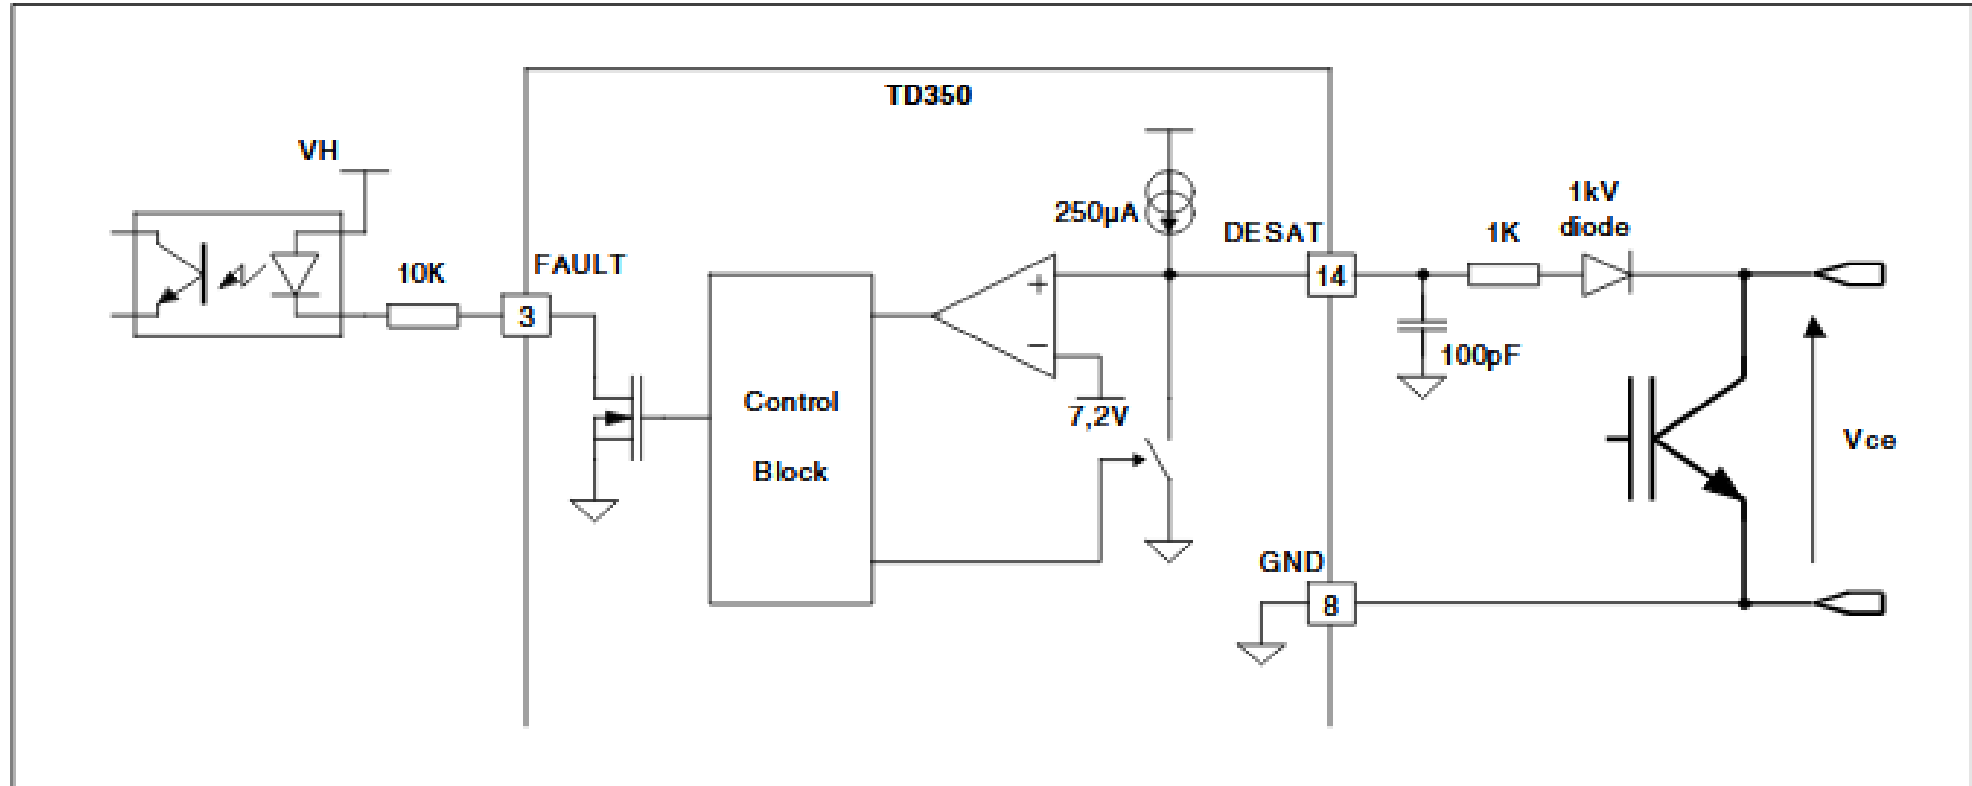 TD350
VH
1kV
diode
250µA
DESAT
1K
FAULT
10K
14
3
+
−
100pF
Control
Block
7,2V
Vce
GND
8